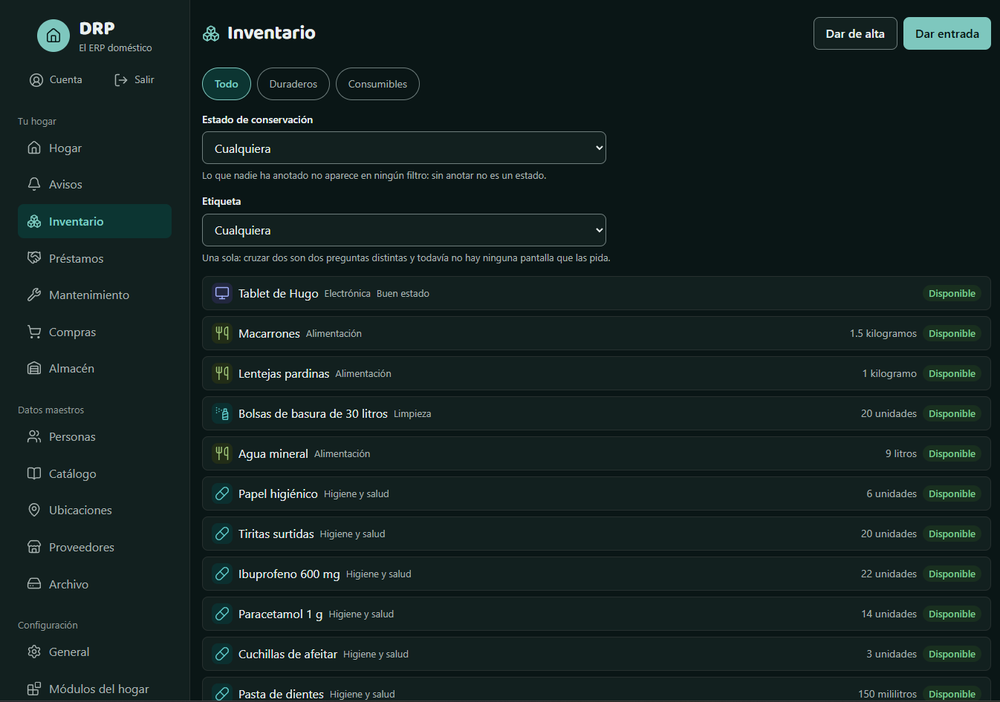 DRP
El ERP doméstico
Cuenta
Salir
Tu hogar
Hogar
Avisos
Inventario
Préstamos
Mantenimiento
Compras
Almacén
Datos maestros
Personas
Catálogo
Ubicaciones
Proveedores
Archivo
Configuración
General
Módulos del hogar
Inventario
Dar de alta
Dar entrada
Todo
Duraderos
Consumibles
Estado de conservación
Cualquiera
Lo que nadie ha anotado no aparece en ningún filtro: sin anotar no es un estado.
Etiqueta
Cualquiera
Una sola: cruzar dos son dos preguntas distintas y todavía no hay ninguna pantalla que las pida.
Tablet de Hugo Electrónica Buen estado Disponible
Macarrones Alimentación 1.5 kilogramos Disponible
Lentejas pardinas Alimentación 1 kilogramo Disponible
Bolsas de basura de 30 litros Limpieza 20 unidades Disponible
Agua mineral Alimentación 9 litros Disponible
Papel higiénico Higiene y salud 6 unidades Disponible
Tiritas surtidas Higiene y salud 20 unidades Disponible
Ibuprofeno 600 mg Higiene y salud 22 unidades Disponible
Paracetamol 1 g Higiene y salud 14 unidades Disponible
Cuchillas de afeitar Higiene y salud 3 unidades Disponible
Pasta de dientes Higiene y salud 150 mililitros Disponible